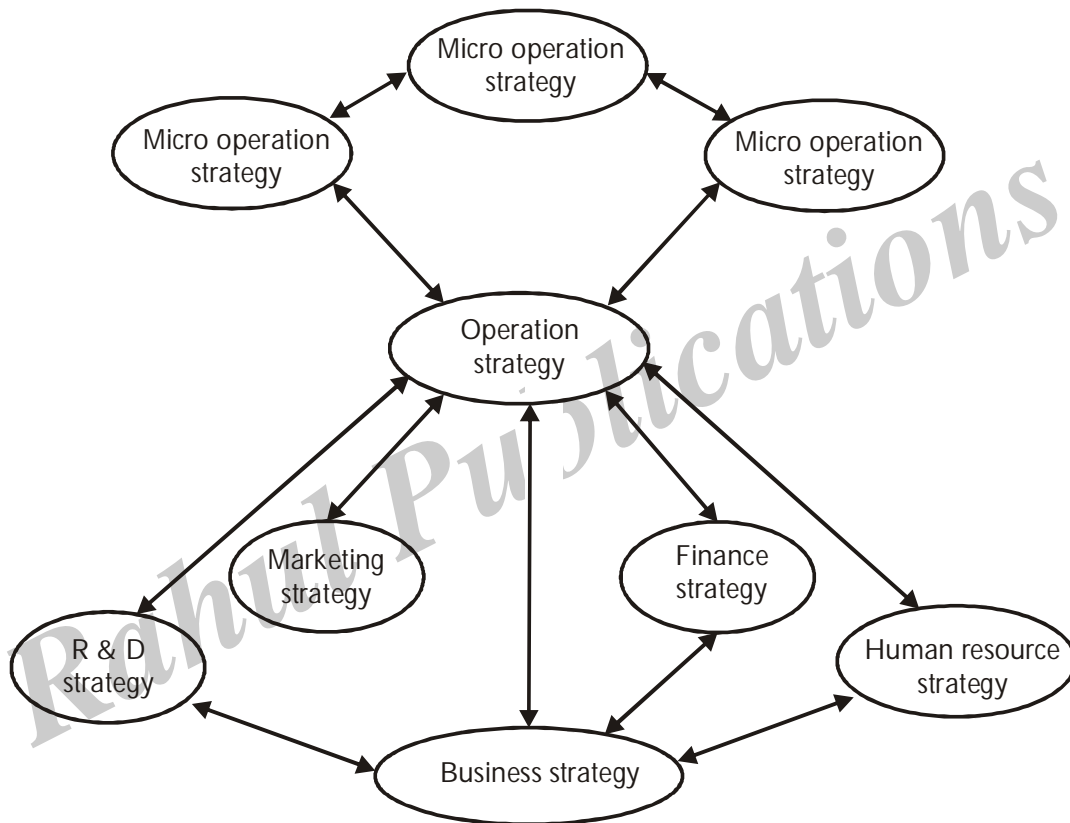 Micro operation
strategy
Micro operation
strategy
Micro operation
strategy
Operation
strategy
Marketing
strategy
Finance
strategy
R & D
strategy
Human resource
strategy
Business strategy
Rahul Publications